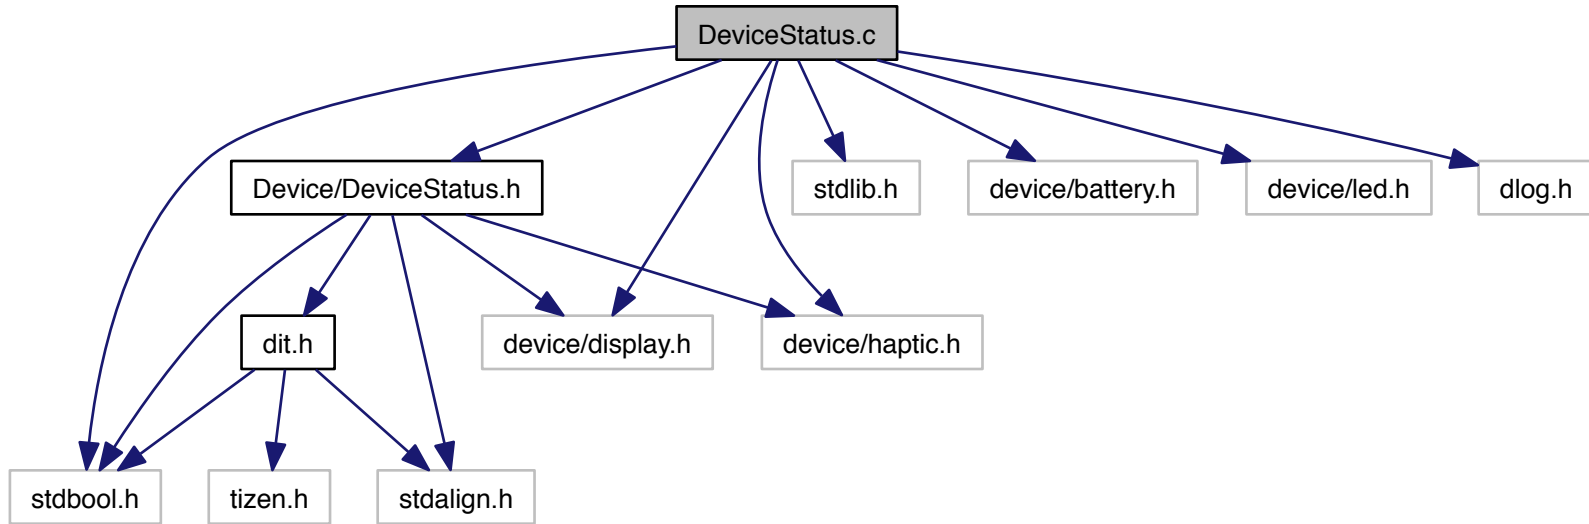 DeviceStatus.c
Device/DeviceStatus.h
stdlib.h
device/battery.h
device/led.h
dlog.h
dit.h
device/display.h
device/haptic.h
stdbool.h
tizen.h
stdalign.h